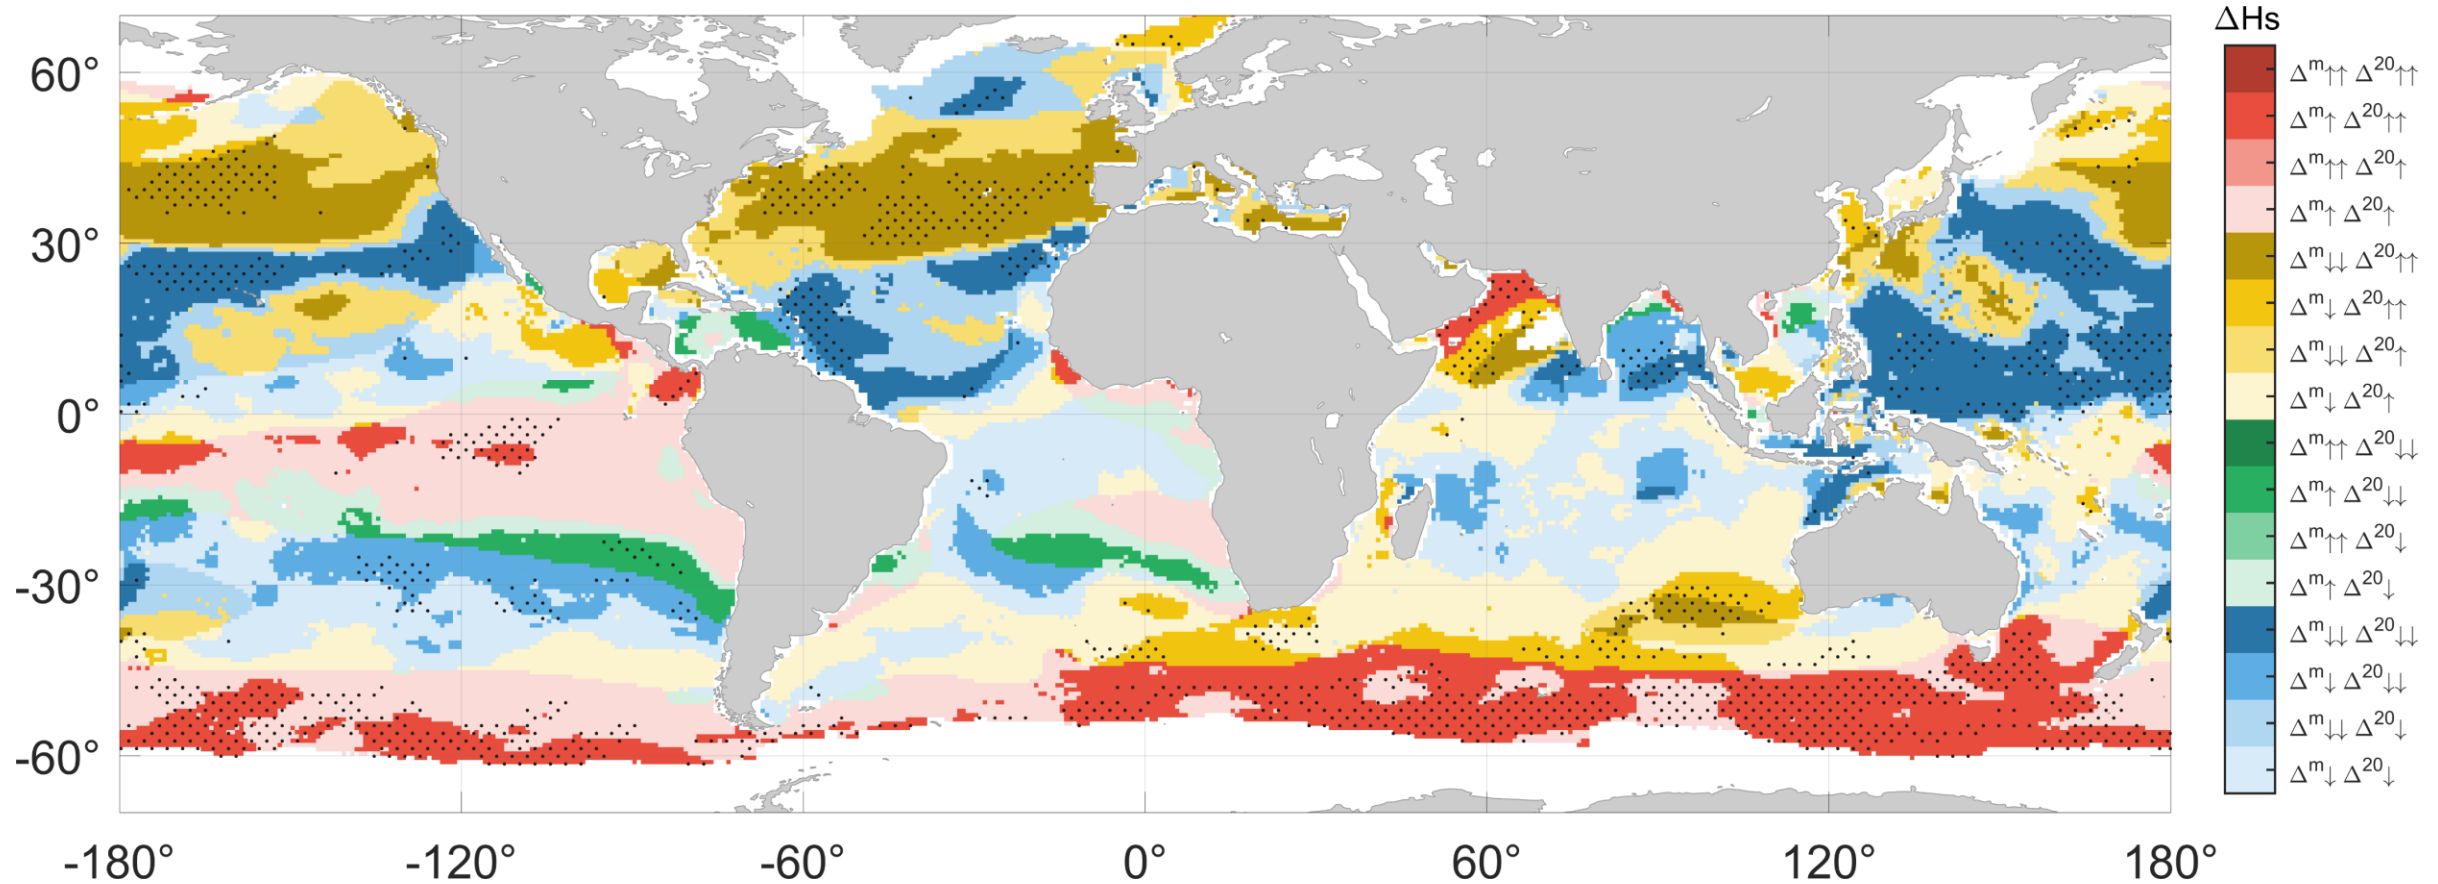 ΔHs
60°
30°
0°
-30°
-60°
-180°
-120°
-60°
0°
60°
120°
180°
Δᵐ↑↑ Δ²⁰↑↑
Δᵐ↑ Δ²⁰↑↑
Δᵐ↑↑ Δ²⁰↑
Δᵐ↑ Δ²⁰↑
Δᵐ↓↓ Δ²⁰↑↑
Δᵐ↓ Δ²⁰↑↑
Δᵐ↓↓ Δ²⁰↑
Δᵐ↓ Δ²⁰↑
Δᵐ↑↑ Δ²⁰↓↓
Δᵐ↑ Δ²⁰↓↓
Δᵐ↑↑ Δ²⁰↓
Δᵐ↑ Δ²⁰↓
Δᵐ↓↓ Δ²⁰↓↓
Δᵐ↓ Δ²⁰↓↓
Δᵐ↓↓ Δ²⁰↓
Δᵐ↓ Δ²⁰↓